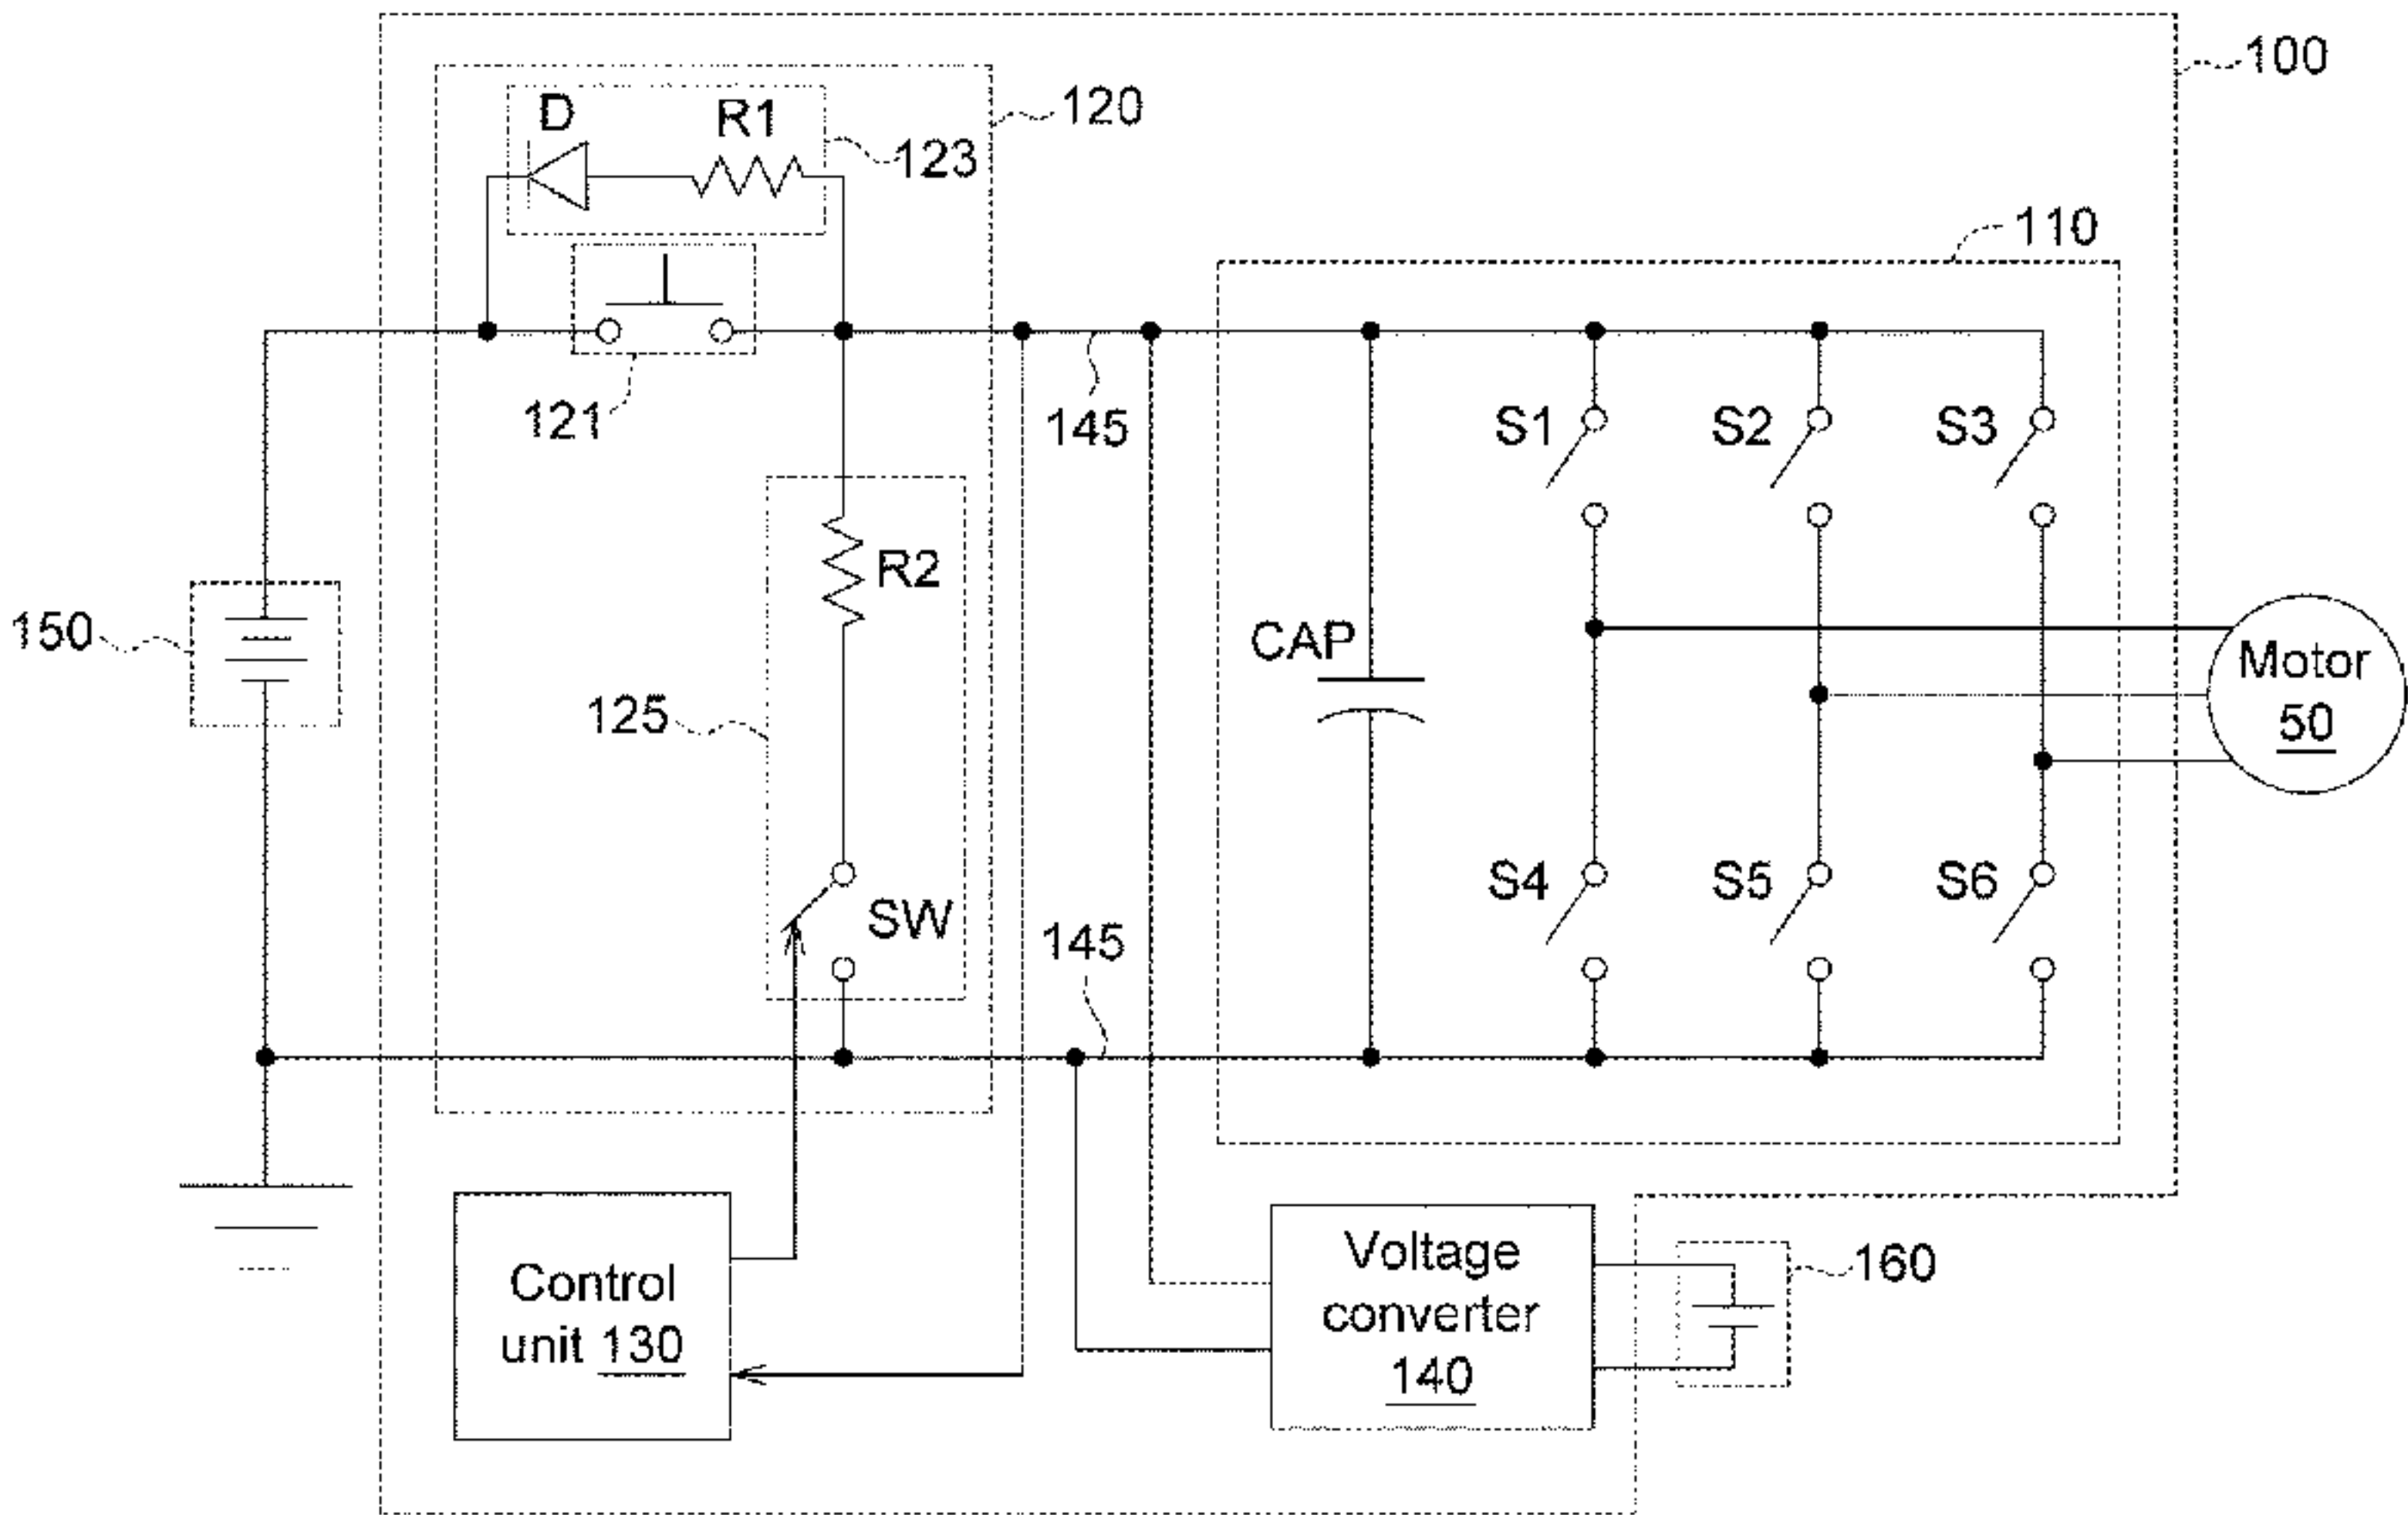 100
D
R1
120
123
110
121
145
S1
S2
S3
R2
150
CAP
Motor
50
125
S4
S5
S6
SW
145
Voltage
converter
140
160
Control
unit 130